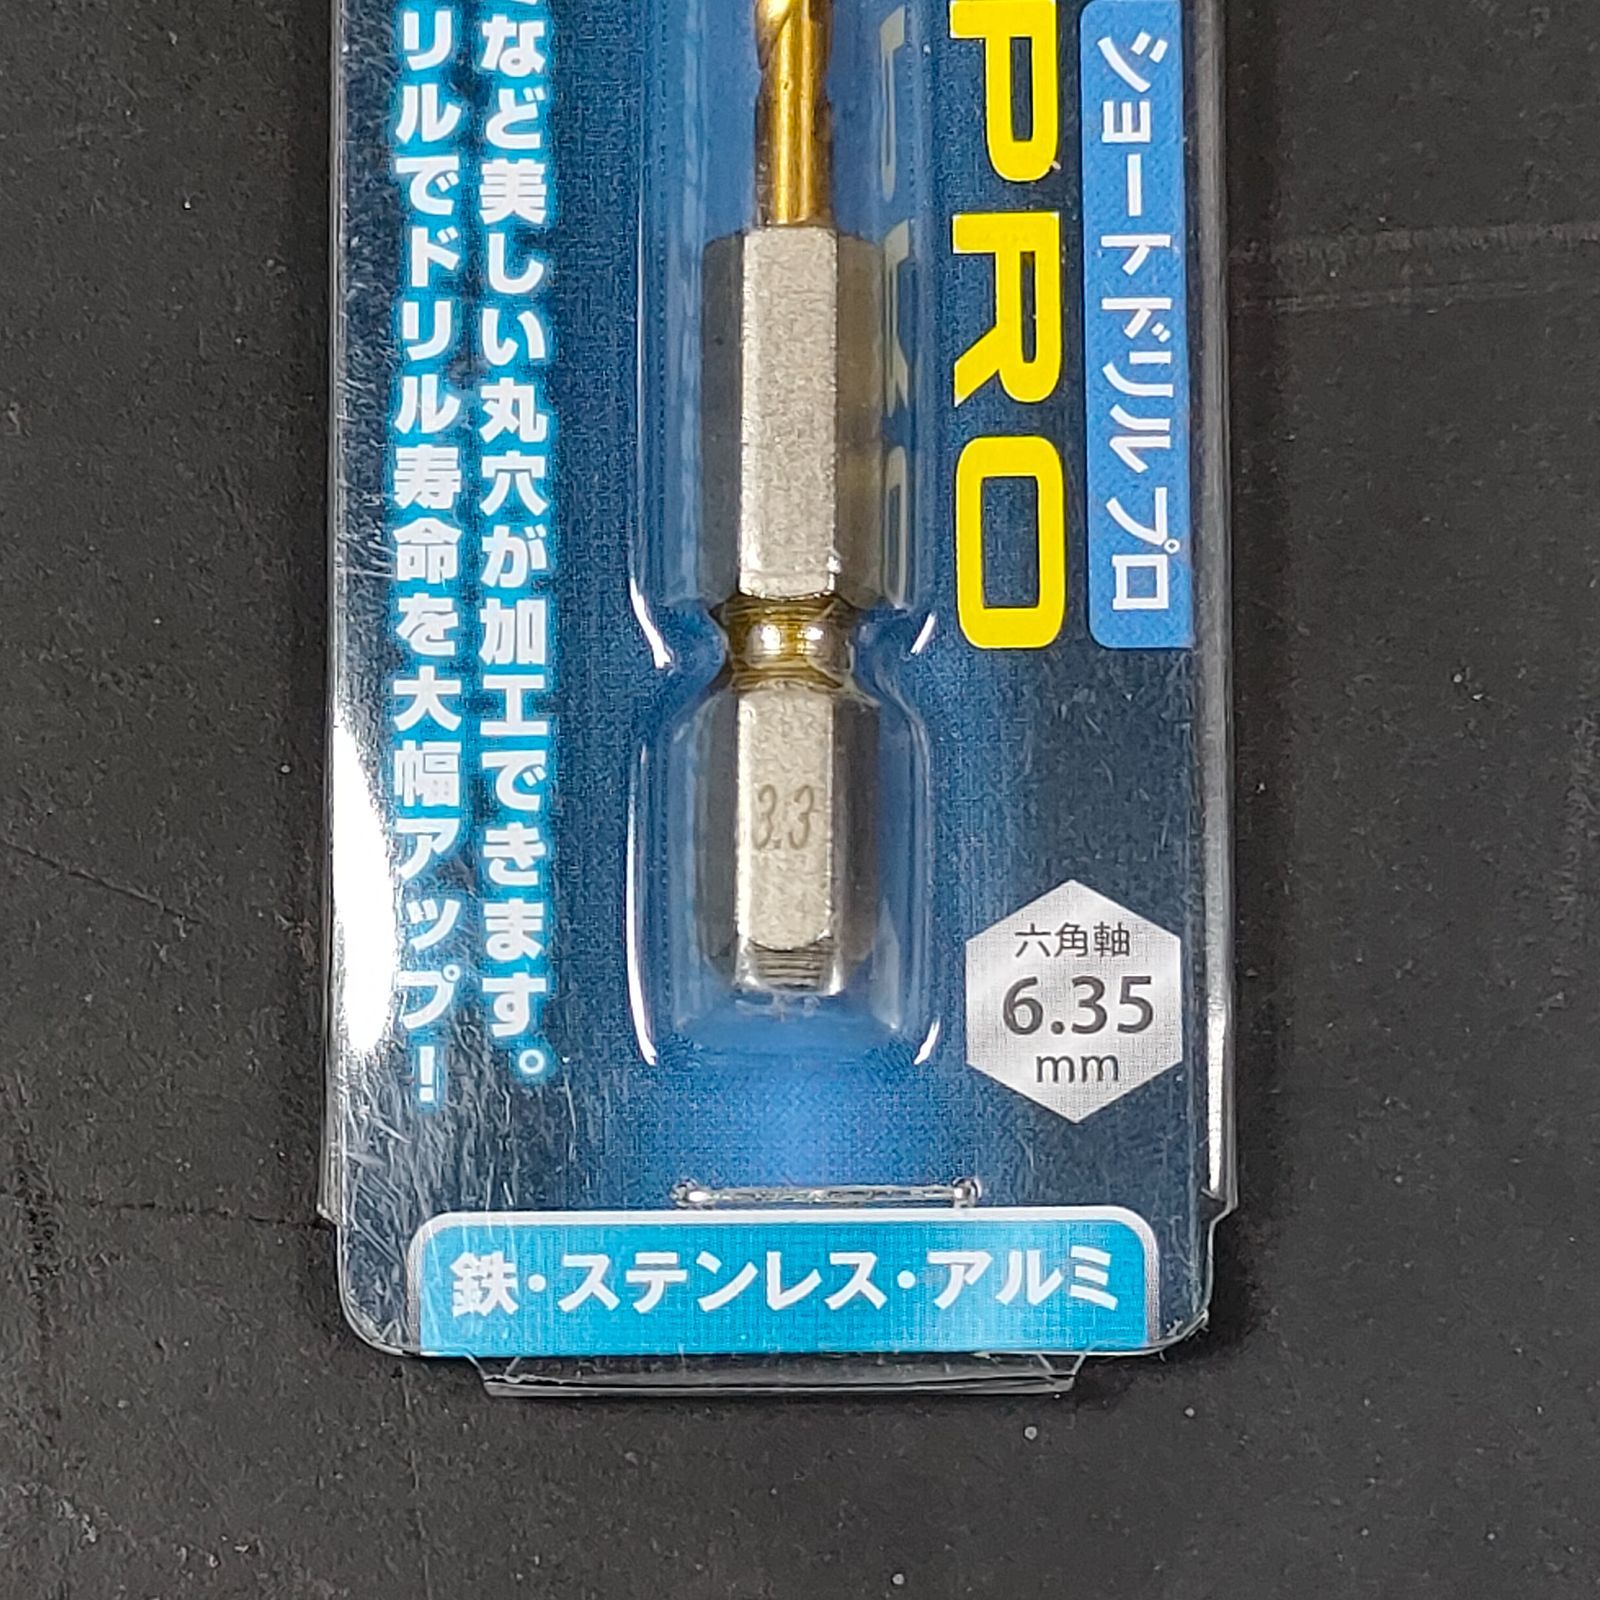 ショートドリル プロ
PRO
など美しい丸穴が加工できます。
リルでドリル寿命を大幅アップ!
3.3
六角軸
6.35
mm
鉄・ステンレス・アルミ